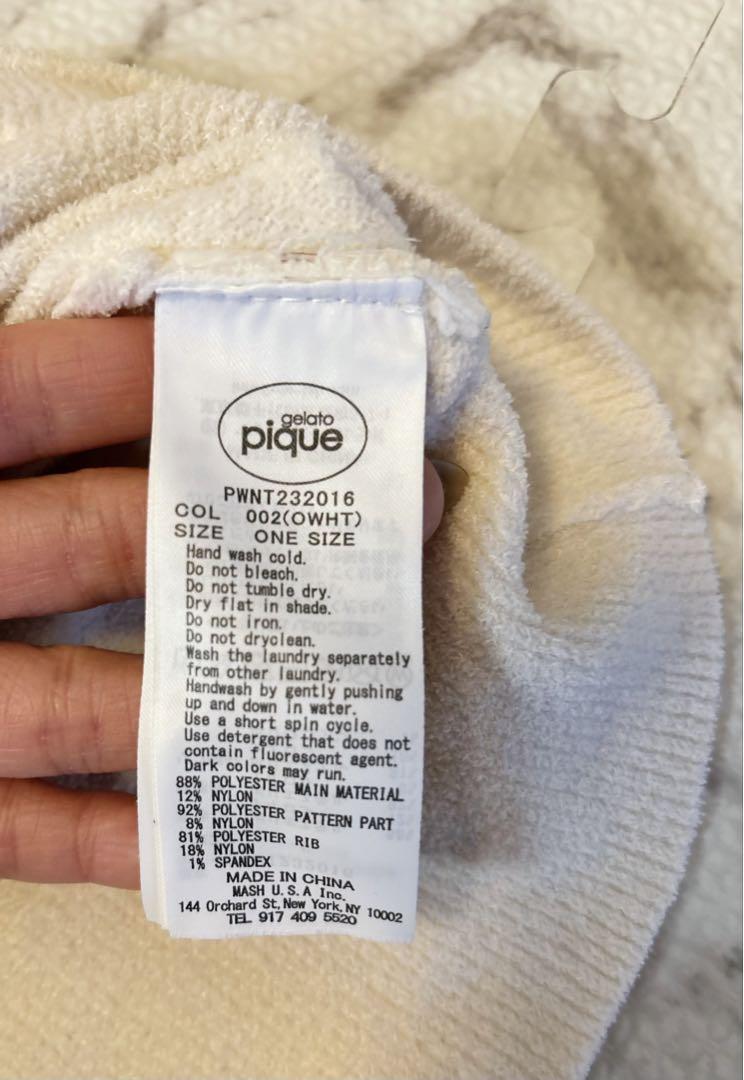 gelato
pique
PWNT232016
COL 002(OWHT)
SIZE ONE SIZE
Hand wash cold.
Do not bleach.
Do not tumble dry.
Dry flat in shade.
Do not iron.
Do not dryclean.
Wash the laundry separately
from other laundry.
Handwash by gently pushing
up and down in water.
Use a short spin cycle.
Use detergent that does not
contain fluorescent agent.
Dark colors may run.
88% POLYESTER MAIN MATERIAL
12% NYLON
92% POLYESTER PATTERN PART
8% NYLON
81% POLYESTER RIB
18% NYLON
1% SPANDEX
MADE IN CHINA
MASH U.S.A Inc.
144 Orchard St, New York, NY 10002
TEL 917 409 5520